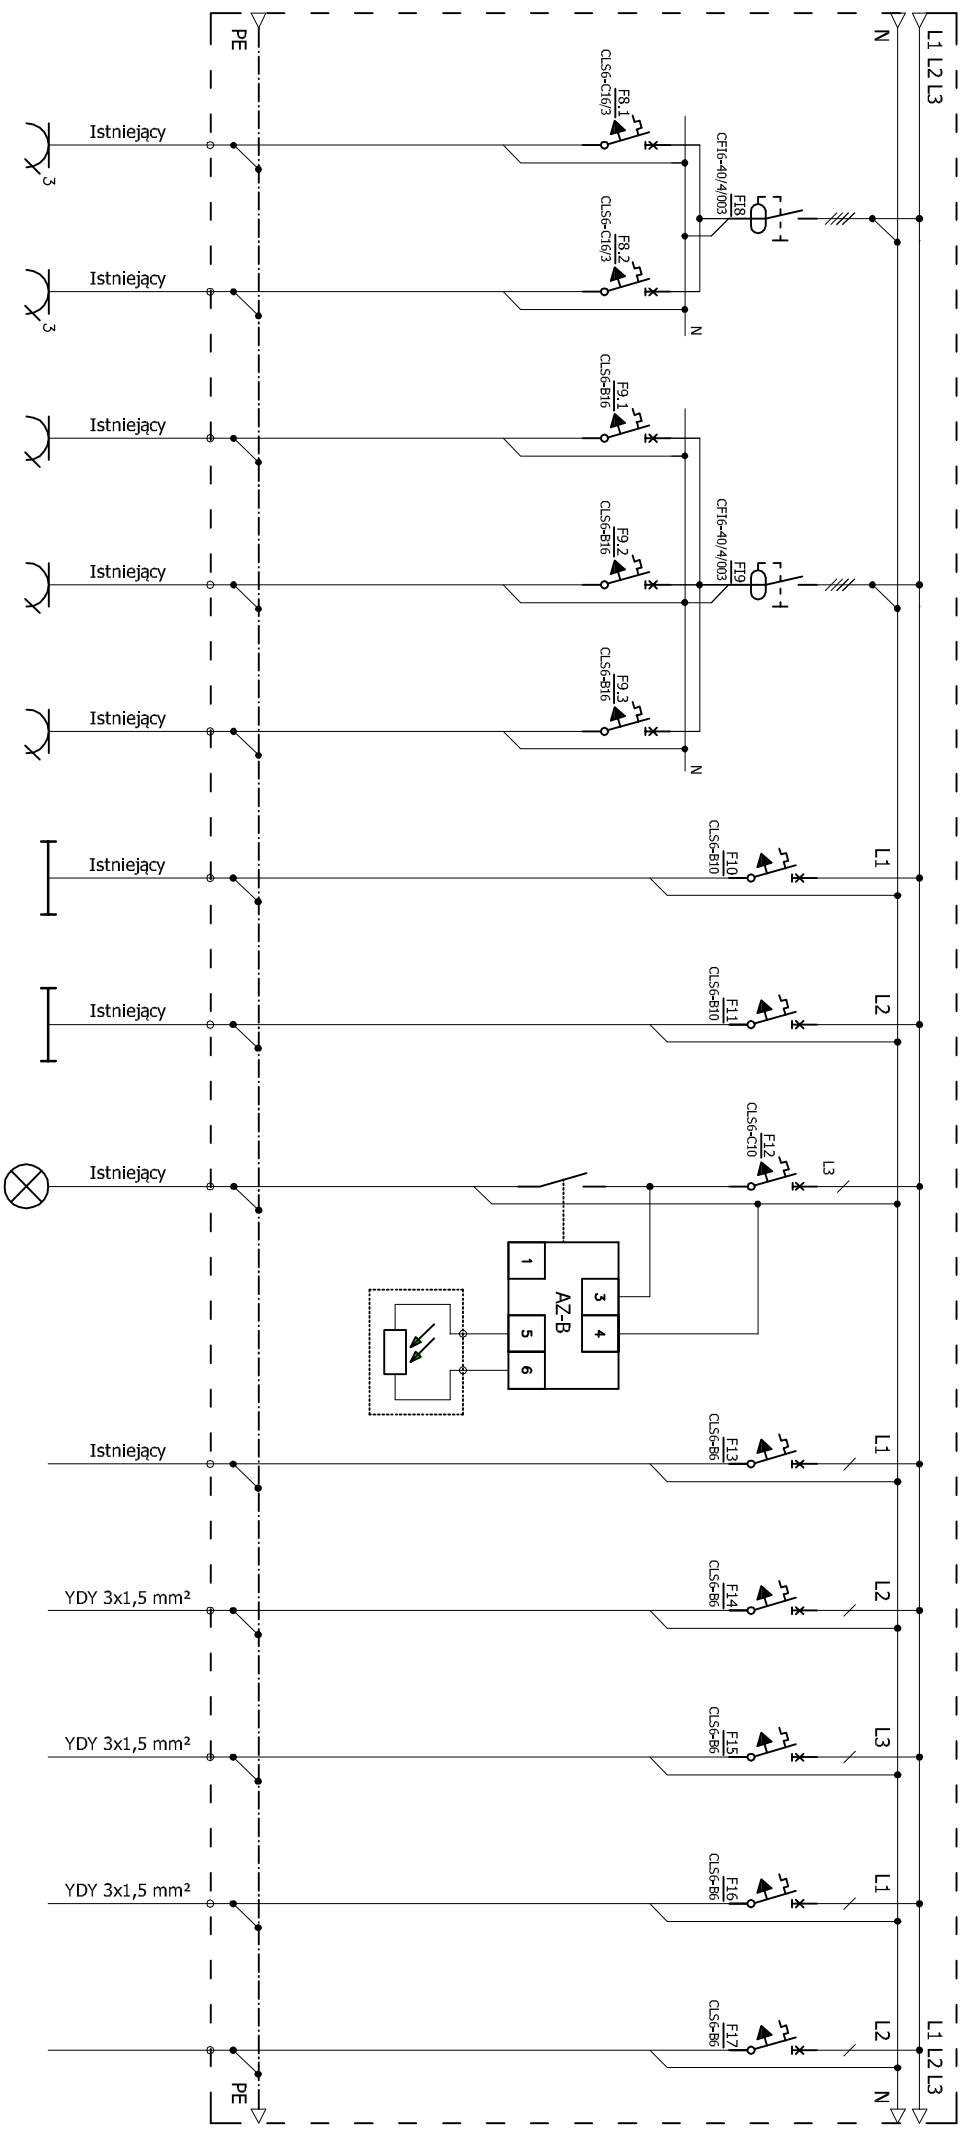 L1 L2 L3
N
PE
FI8
CFI6-40/4/003
F8.1
CLS6-C16/3
Istniejący
3
F8.2
CLS6-C16/3
N
Istniejący
3
FI9
CFI6-40/4/003
F9.1
CLS6-B16
Istniejący
F9.2
CLS6-B16
Istniejący
F9.3
CLS6-B16
N
Istniejący
L1
F10
CLS6-B10
Istniejący
L2
F11
CLS6-B10
Istniejący
L3
F12
CLS6-C10
Istniejący
1
3
AZ-B
4
5
6
L1
F13
CLS6-B6
Istniejący
L2
F14
CLS6-B6
YDY 3x1,5 mm²
L3
F15
CLS6-B6
YDY 3x1,5 mm²
L1
F16
CLS6-B6
YDY 3x1,5 mm²
L2
F17
CLS6-B6
L1 L2 L3
N
PE